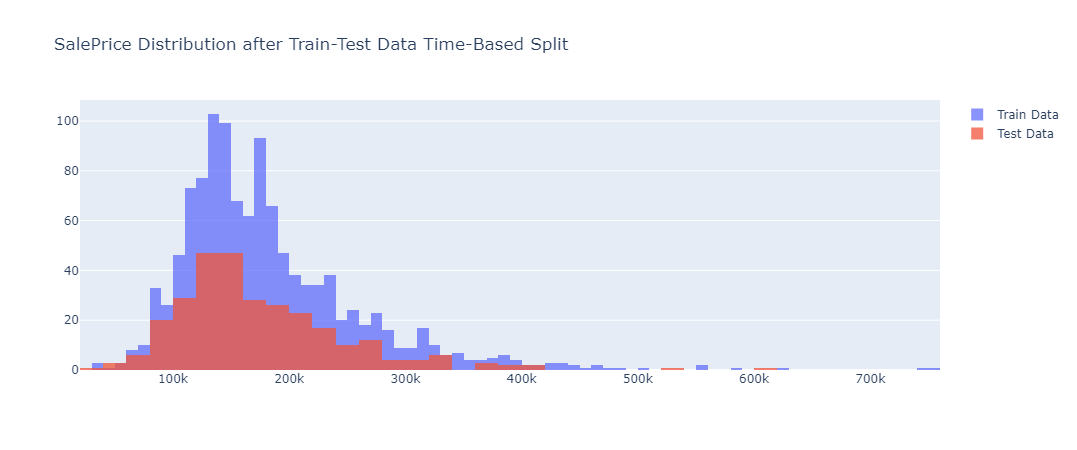 SalePrice Distribution after Train-Test Data Time-Based Split
Train Data
Test Data
100
80
60
40
20
0
100k 200k 300k 400k 500k 600k 700k